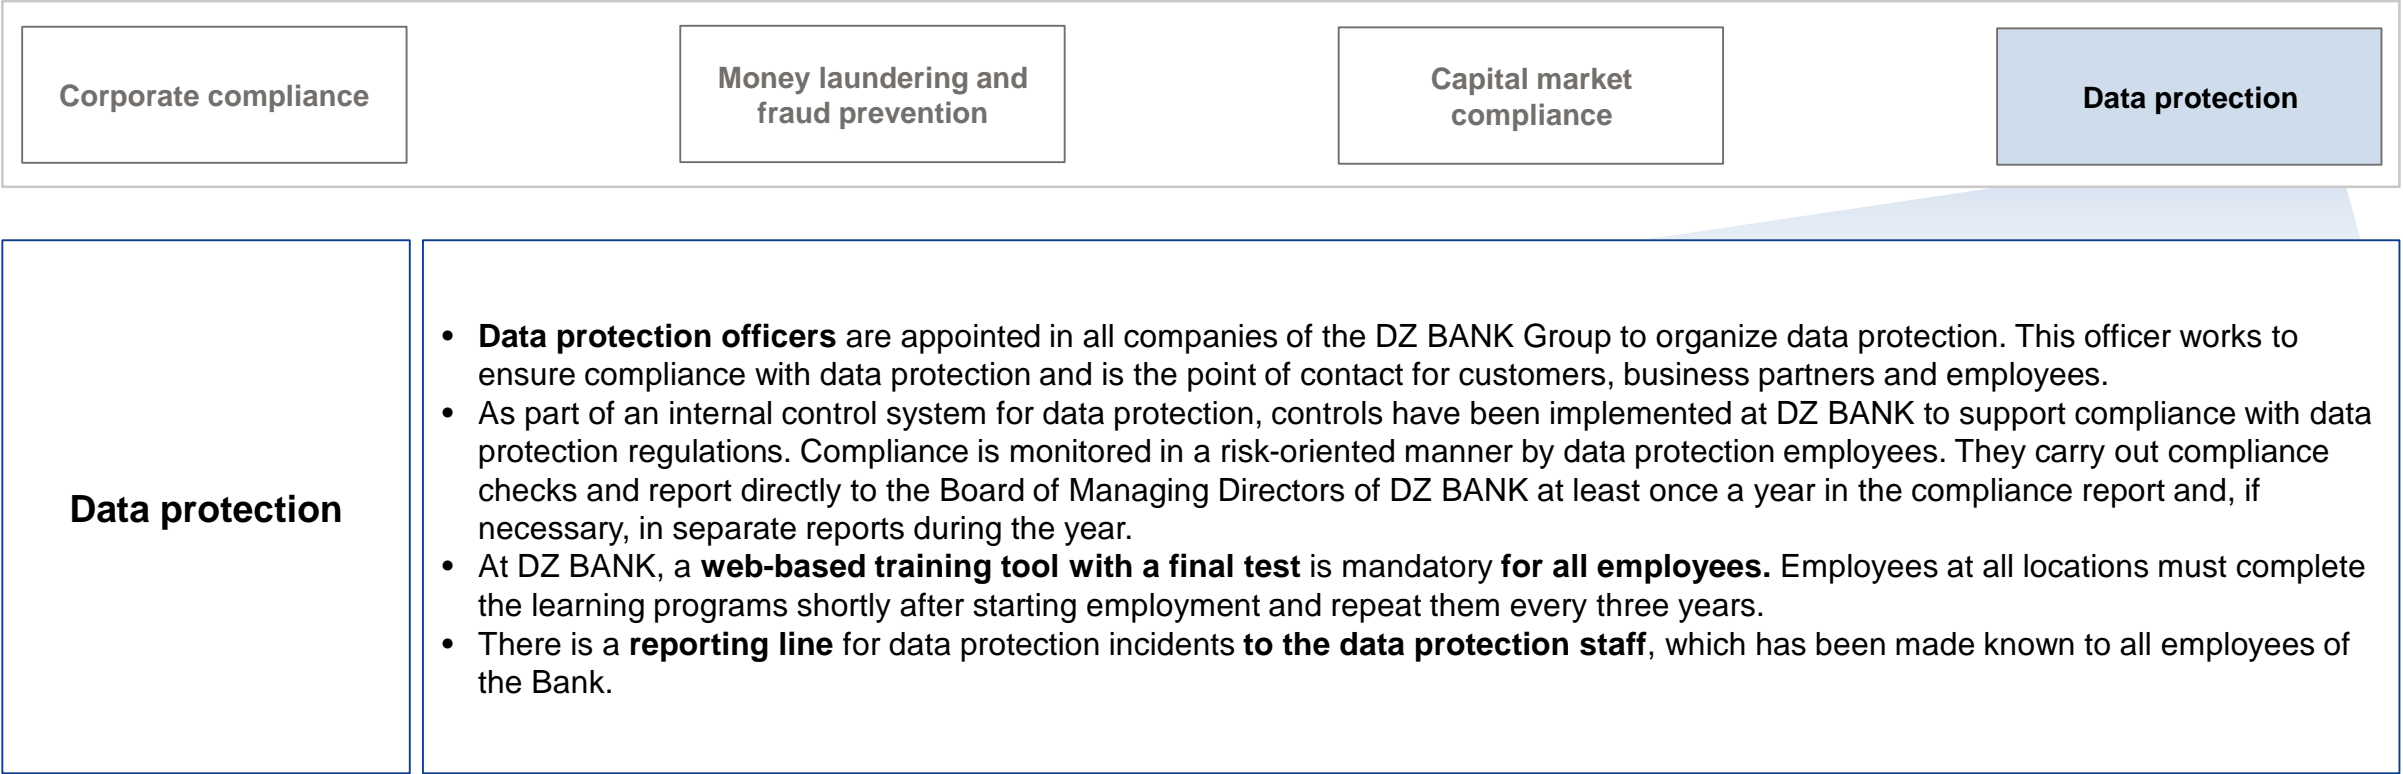 Corporate compliance
Money laundering and
fraud prevention
Capital market
compliance
Data protection
Data protection
• Data protection officers are appointed in all companies of the DZ BANK Group to organize data protection. This officer works to
ensure compliance with data protection and is the point of contact for customers, business partners and employees.
• As part of an internal control system for data protection, controls have been implemented at DZ BANK to support compliance with data
protection regulations. Compliance is monitored in a risk-oriented manner by data protection employees. They carry out compliance
checks and report directly to the Board of Managing Directors of DZ BANK at least once a year in the compliance report and, if
necessary, in separate reports during the year.
• At DZ BANK, a web-based training tool with a final test is mandatory for all employees. Employees at all locations must complete
the learning programs shortly after starting employment and repeat them every three years.
• There is a reporting line for data protection incidents to the data protection staff, which has been made known to all employees of
the Bank.